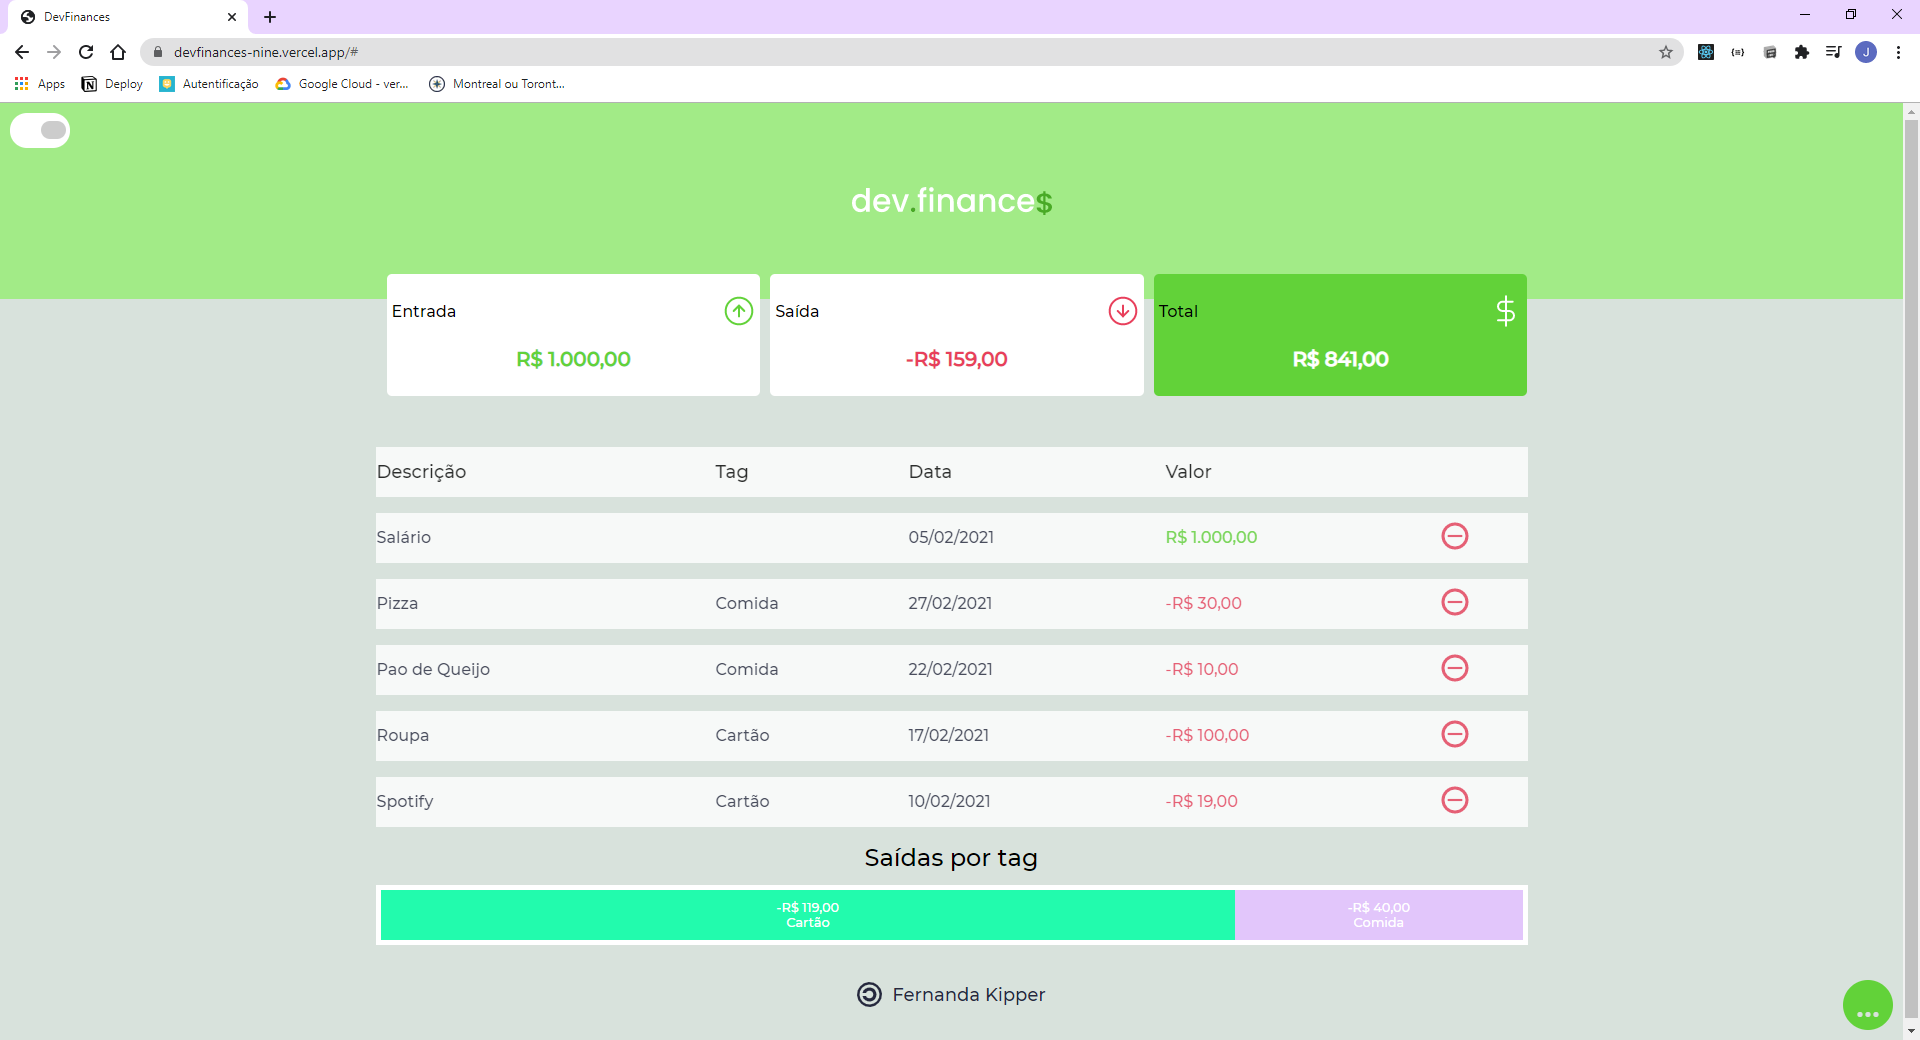 DevFinances
devfinances-nine.vercel.app/#
J
Apps Deploy Autentificação Google Cloud - ver... Montreal ou Toront...
dev.finance$
Entrada
R$ 1.000,00
Saída
-R$ 159,00
Total $
R$ 841,00
Descrição Tag Data Valor
Salário 05/02/2021 R$ 1.000,00
Pizza Comida 27/02/2021 -R$ 30,00
Pao de Queijo Comida 22/02/2021 -R$ 10,00
Roupa Cartão 17/02/2021 -R$ 100,00
Spotify Cartão 10/02/2021 -R$ 19,00
Saídas por tag
-R$ 119,00
Cartão
-R$ 40,00
Comida
Fernanda Kipper
...